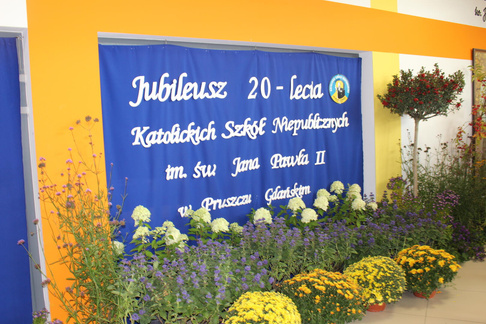 Jubileusz 20 - lecia
Katolickich Szkół Niepublicznych
im. św. Jana Pawła II
w Pruszczu Gdańskim